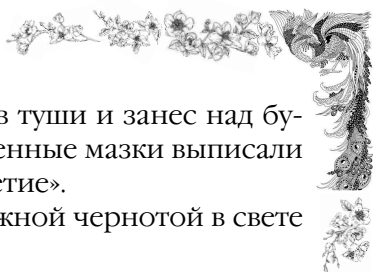 в туши и занес над бу-
енные мазки выписали
етие».
жной чернотой в свете